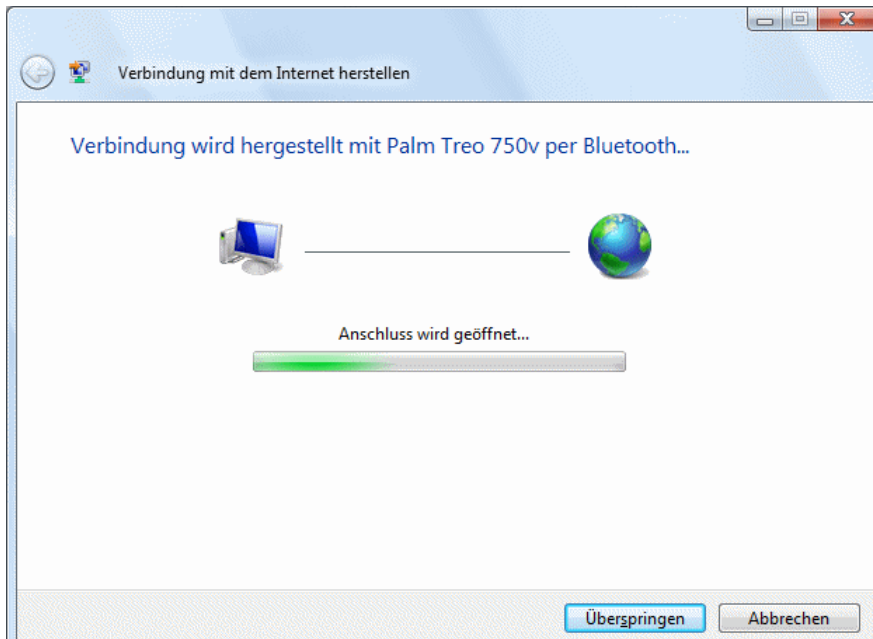 Verbindung mit dem Internet herstellen
Verbindung wird hergestellt mit Palm Treo 750v per Bluetooth...
Anschluss wird geöffnet...
Überspringen Abbrechen